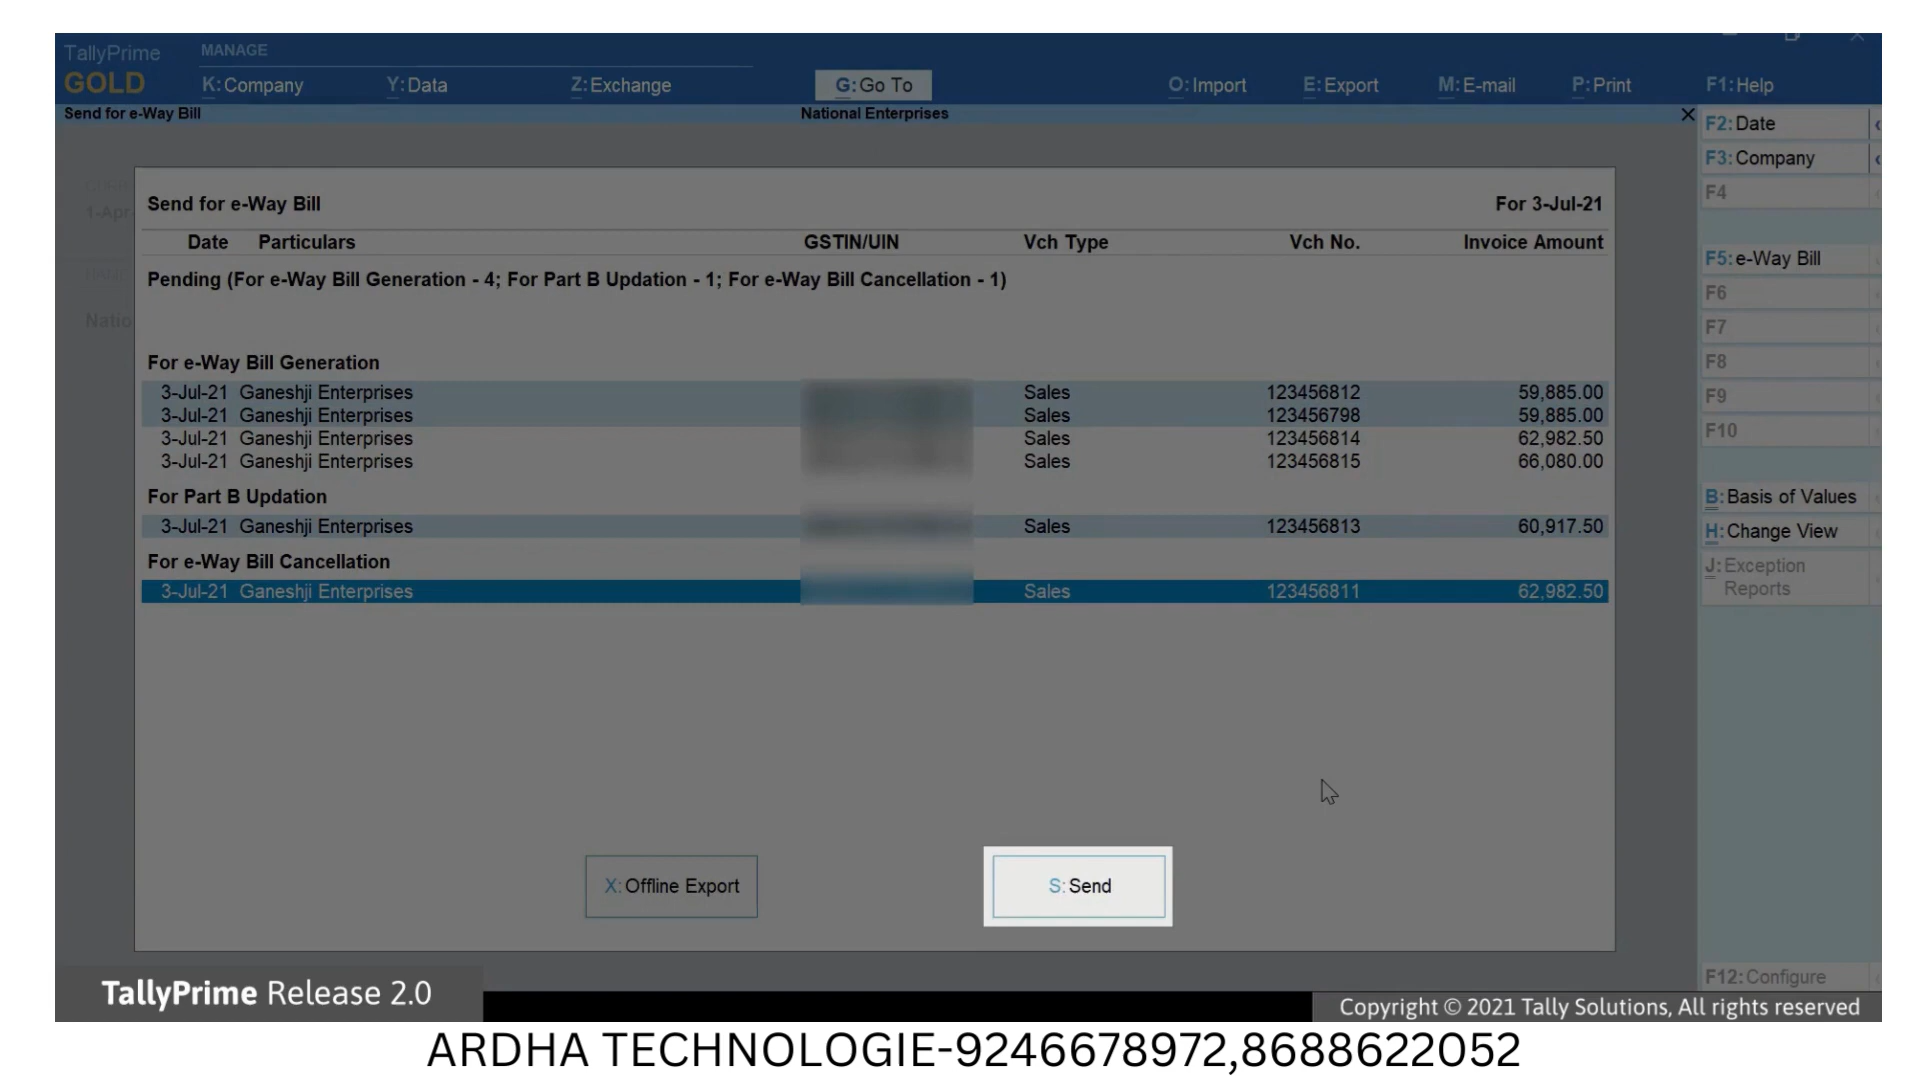 TallyPrime MANAGE
GOLD K:Company Y:Data Z:Exchange G:Go To O:Import E:Export M:E-mail P:Print F1:Help
Send for e-Way Bill National Enterprises
F2:Date
F3:Company
F4
1-Apr
Send for e-Way Bill For 3-Jul-21
Date Particulars GSTIN/UIN Vch Type Vch No. Invoice Amount
F5:e-Way Bill
Pending (For e-Way Bill Generation - 4; For Part B Updation - 1; For e-Way Bill Cancellation - 1)
F6
Natio
F7
For e-Way Bill Generation
F8
3-Jul-21 Ganeshji Enterprises Sales 123456812 59,885.00
F9
3-Jul-21 Ganeshji Enterprises Sales 123456798 59,885.00
3-Jul-21 Ganeshji Enterprises Sales 123456814 62,982.50
F10
3-Jul-21 Ganeshji Enterprises Sales 123456815 66,080.00
For Part B Updation
B:Basis of Values
3-Jul-21 Ganeshji Enterprises Sales 123456813 60,917.50
H:Change View
For e-Way Bill Cancellation
J:Exception
Reports
3-Jul-21 Ganeshji Enterprises Sales 123456811 62,982.50
X:Offline Export S:Send
F12:Configure
TallyPrime Release 2.0
Copyright © 2021 Tally Solutions, All rights reserved
ARDHA TECHNOLOGIE-9246678972,8688622052